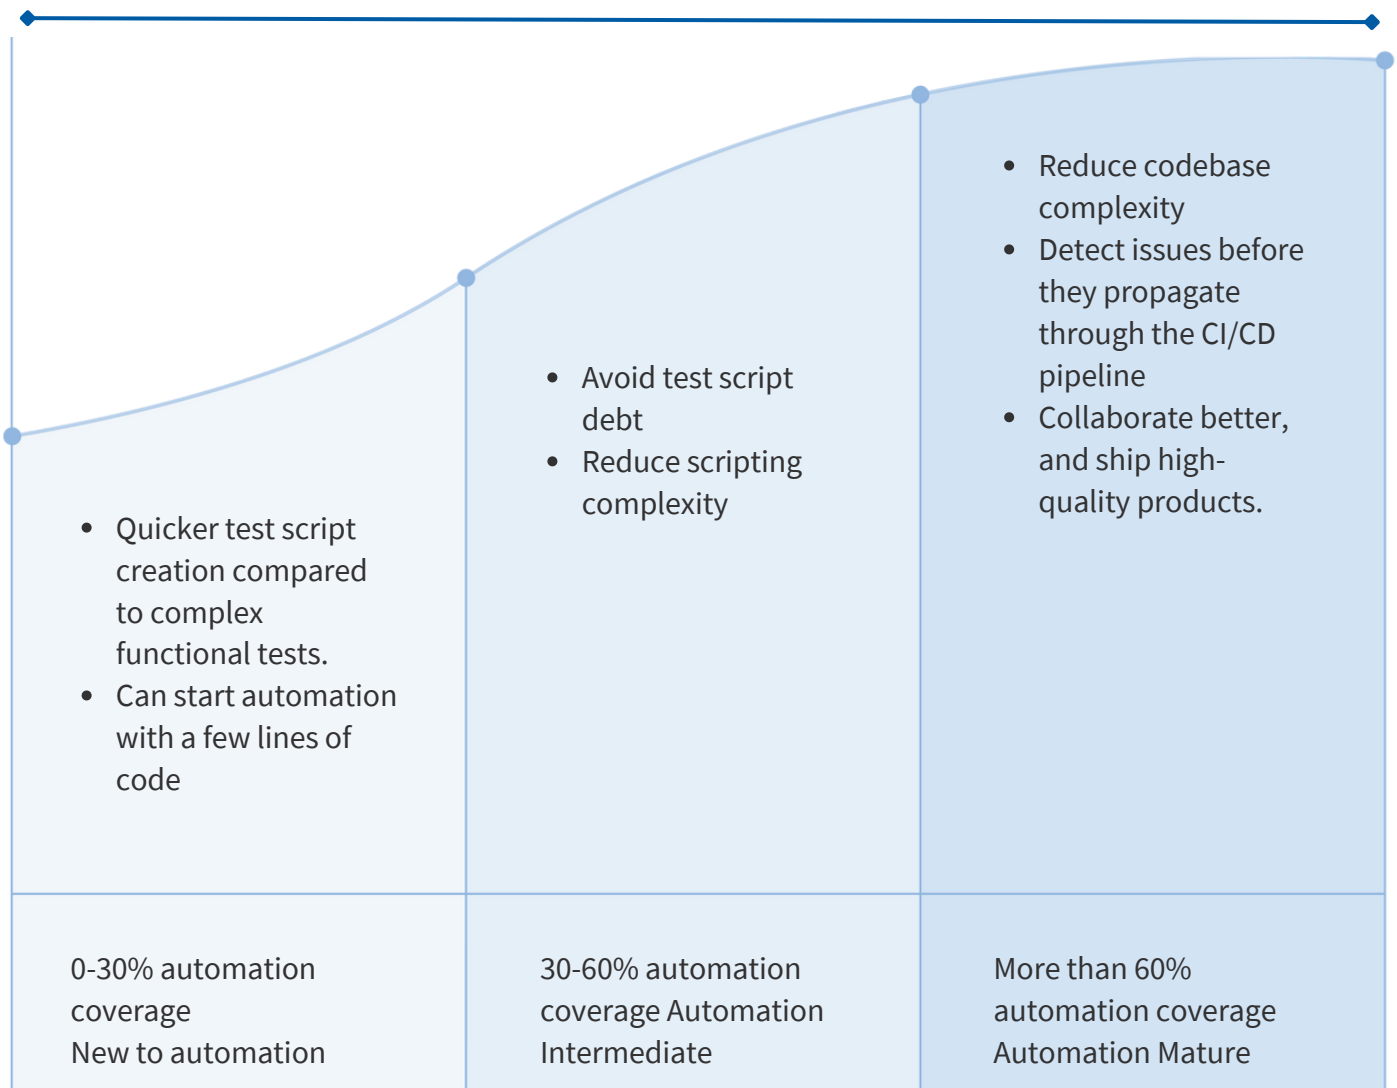 • Quicker test script
creation compared
to complex
functional tests.
• Can start automation
with a few lines of
code
• Avoid test script
debt
• Reduce scripting
complexity
• Reduce codebase
complexity
• Detect issues before
they propagate
through the CI/CD
pipeline
• Collaborate better,
and ship high-
quality products.
0-30% automation
coverage
New to automation
30-60% automation
coverage Automation
Intermediate
More than 60%
automation coverage
Automation Mature